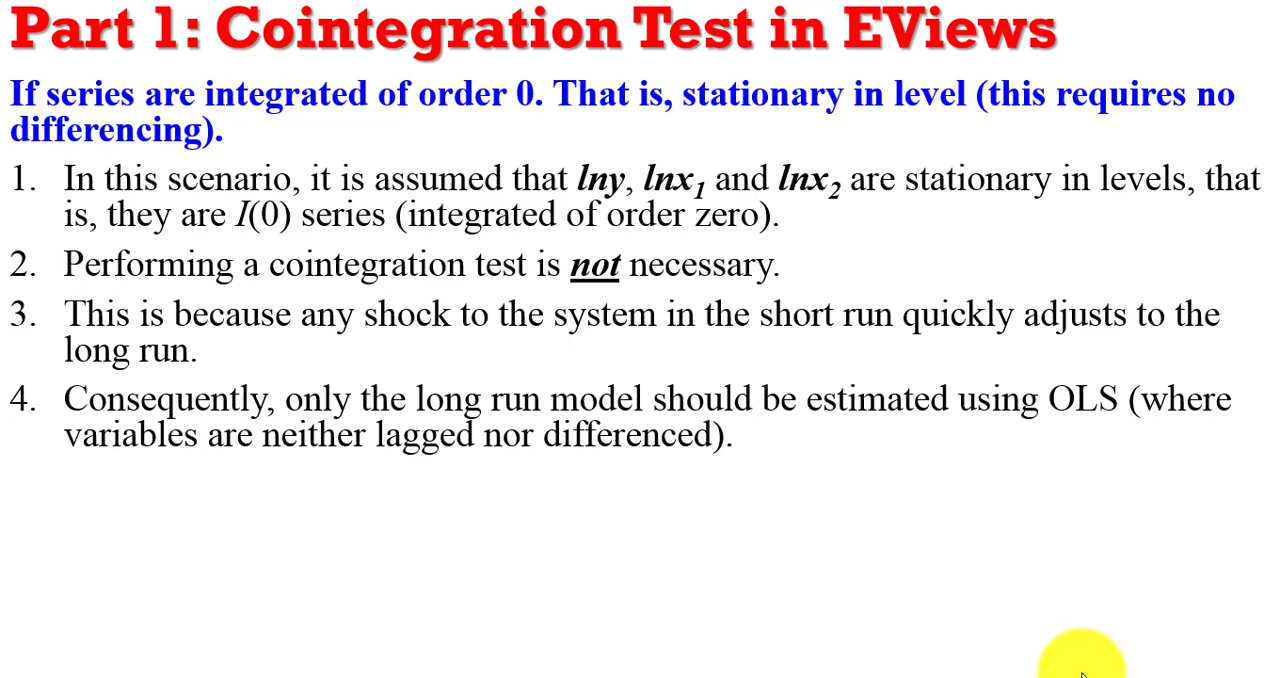 Part 1: Cointegration Test in EViews
If series are integrated of order 0. That is, stationary in level (this requires no
differencing).
1. In this scenario, it is assumed that lny, lnx₁ and lnx₂ are stationary in levels, that
is, they are I(0) series (integrated of order zero).
2. Performing a cointegration test is not necessary.
3. This is because any shock to the system in the short run quickly adjusts to the
long run.
4. Consequently, only the long run model should be estimated using OLS (where
variables are neither lagged nor differenced).